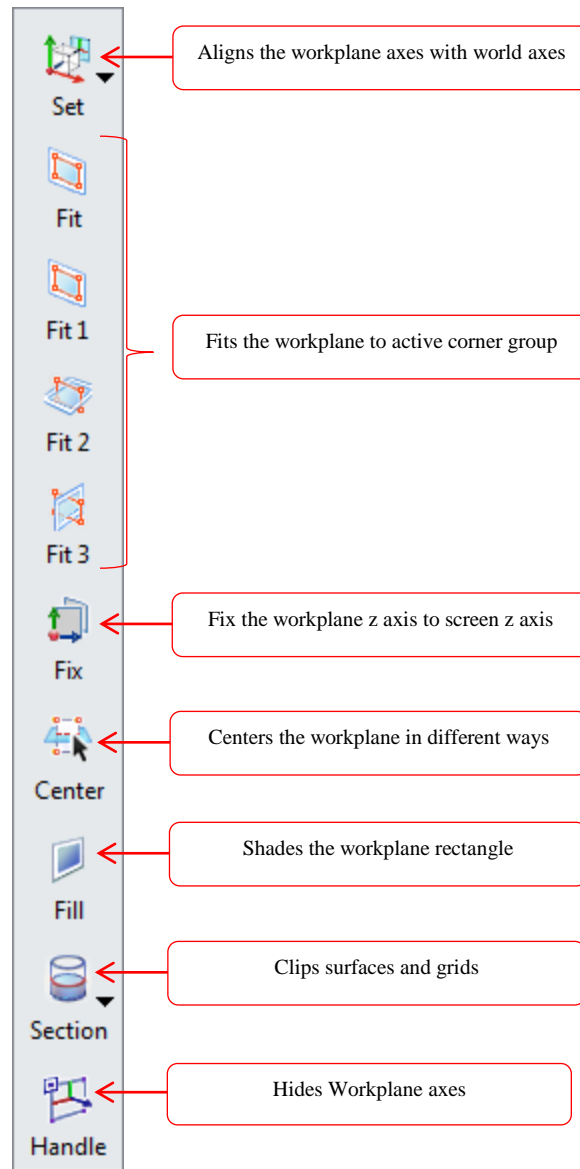 Aligns the workplane axes with world axes
Set
Fit
Fit 1
Fits the workplane to active corner group
Fit 2
Fit 3
Fix the workplane z axis to screen z axis
Fix
Centers the workplane in different ways
Center
Shades the workplane rectangle
Fill
Clips surfaces and grids
Section
Hides Workplane axes
Handle